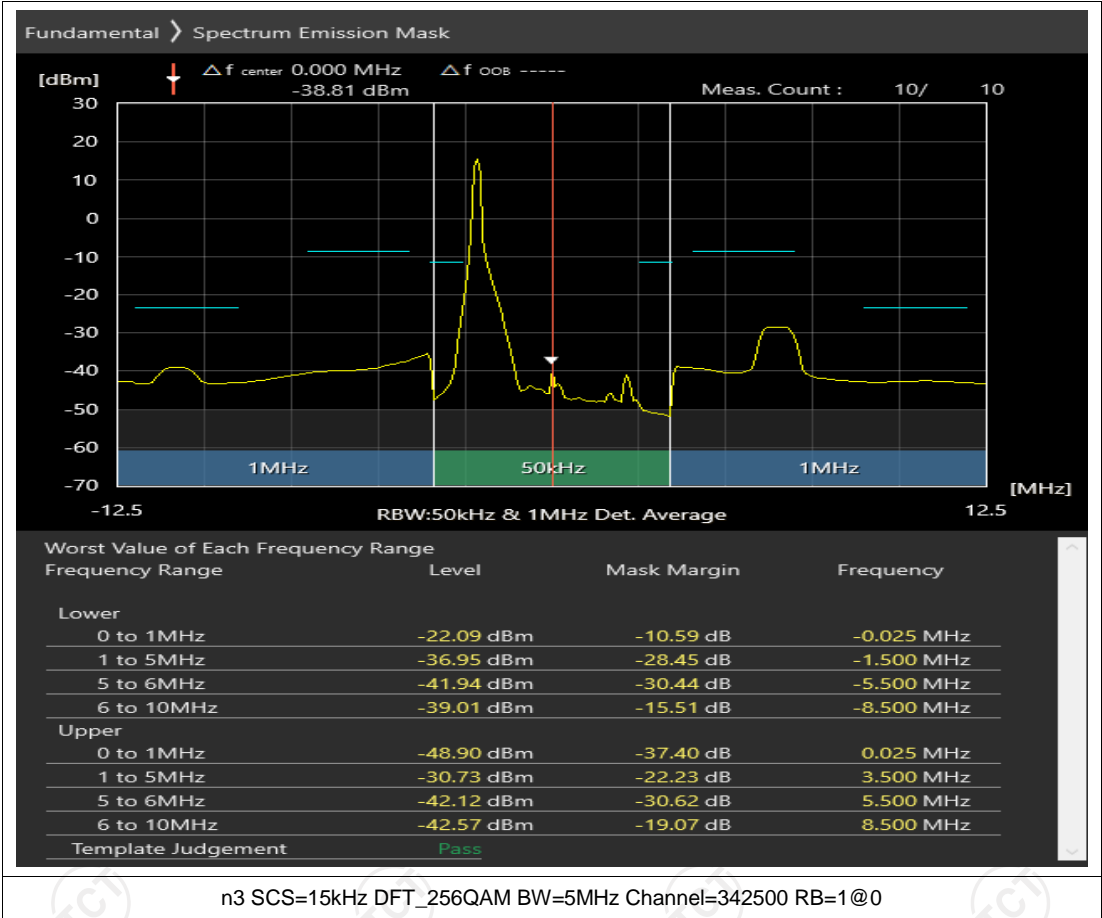 Fundamental ❯ Spectrum Emission Mask
[dBm] △f center 0.000 MHz △f OOB -----
-38.81 dBm Meas. Count : 10/ 10
30
20
10
0
-10
-20
-30
-40
-50
-60
1MHz 50kHz 1MHz
-70
[MHz]
-12.5 RBW:50kHz & 1MHz Det. Average 12.5
Worst Value of Each Frequency Range
Frequency Range Level Mask Margin Frequency
Lower
0 to 1MHz -22.09 dBm -10.59 dB -0.025 MHz
1 to 5MHz -36.95 dBm -28.45 dB -1.500 MHz
5 to 6MHz -41.94 dBm -30.44 dB -5.500 MHz
6 to 10MHz -39.01 dBm -15.51 dB -8.500 MHz
Upper
0 to 1MHz -48.90 dBm -37.40 dB 0.025 MHz
1 to 5MHz -30.73 dBm -22.23 dB 3.500 MHz
5 to 6MHz -42.12 dBm -30.62 dB 5.500 MHz
6 to 10MHz -42.57 dBm -19.07 dB 8.500 MHz
Template Judgement Pass
n3 SCS=15kHz DFT_256QAM BW=5MHz Channel=342500 RB=1@0
TCT TCT TCT